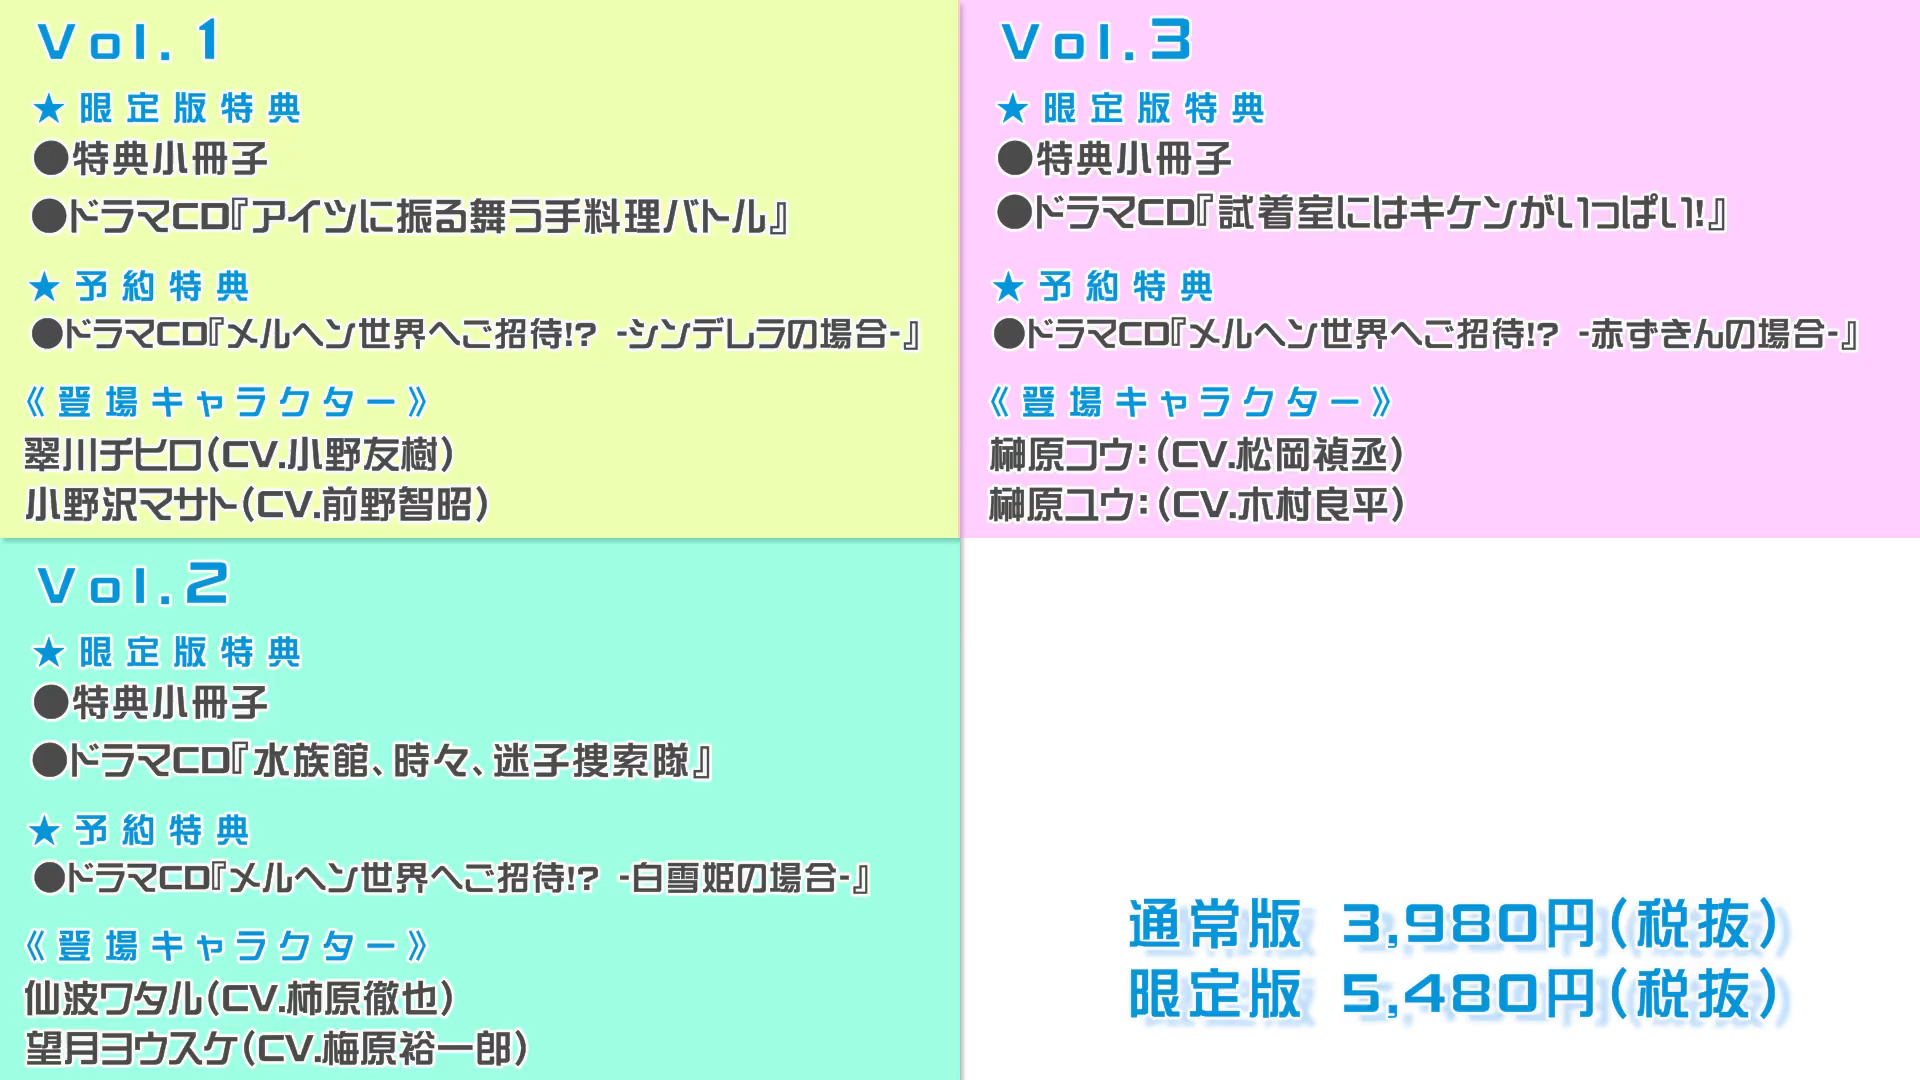 Vol.1
★限定版特典
●特典小冊子
●ドラマCD『アイツに振る舞う手料理バトル』
★予約特典
●ドラマCD『メルヘン世界へご招待!? -シンデレラの場合-』
《登場キャラクター》
翠川チヒロ(CV.小野友樹)
小野沢マサト(CV.前野智昭)
Vol.2
★限定版特典
●特典小冊子
●ドラマCD『水族館、時々、迷子捜索隊』
★予約特典
●ドラマCD『メルヘン世界へご招待!? -白雪姫の場合-』
《登場キャラクター》
仙波ワタル(CV.柿原徹也)
望月ヨウスケ(CV.梅原裕一郎)
Vol.3
★限定版特典
●特典小冊子
●ドラマCD『試着室にはキケンがいっぱい!』
★予約特典
●ドラマCD『メルヘン世界へご招待!? -赤ずきんの場合-』
《登場キャラクター》
榊原コウ:(CV.松岡禎丞)
榊原ユウ:(CV.木村良平)
通常版 3,980円(税抜)
限定版 5,480円(税抜)